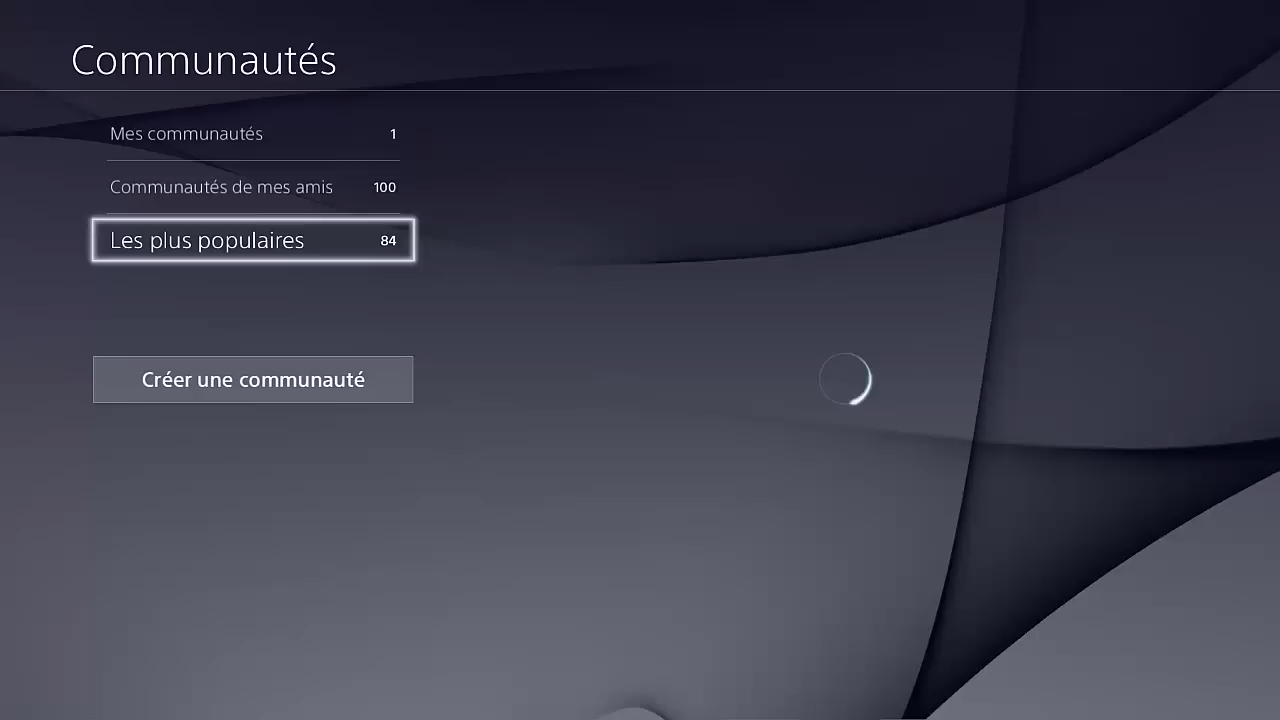 Communautés
Mes communautés 1
Communautés de mes amis 100
Les plus populaires 84
Créer une communauté